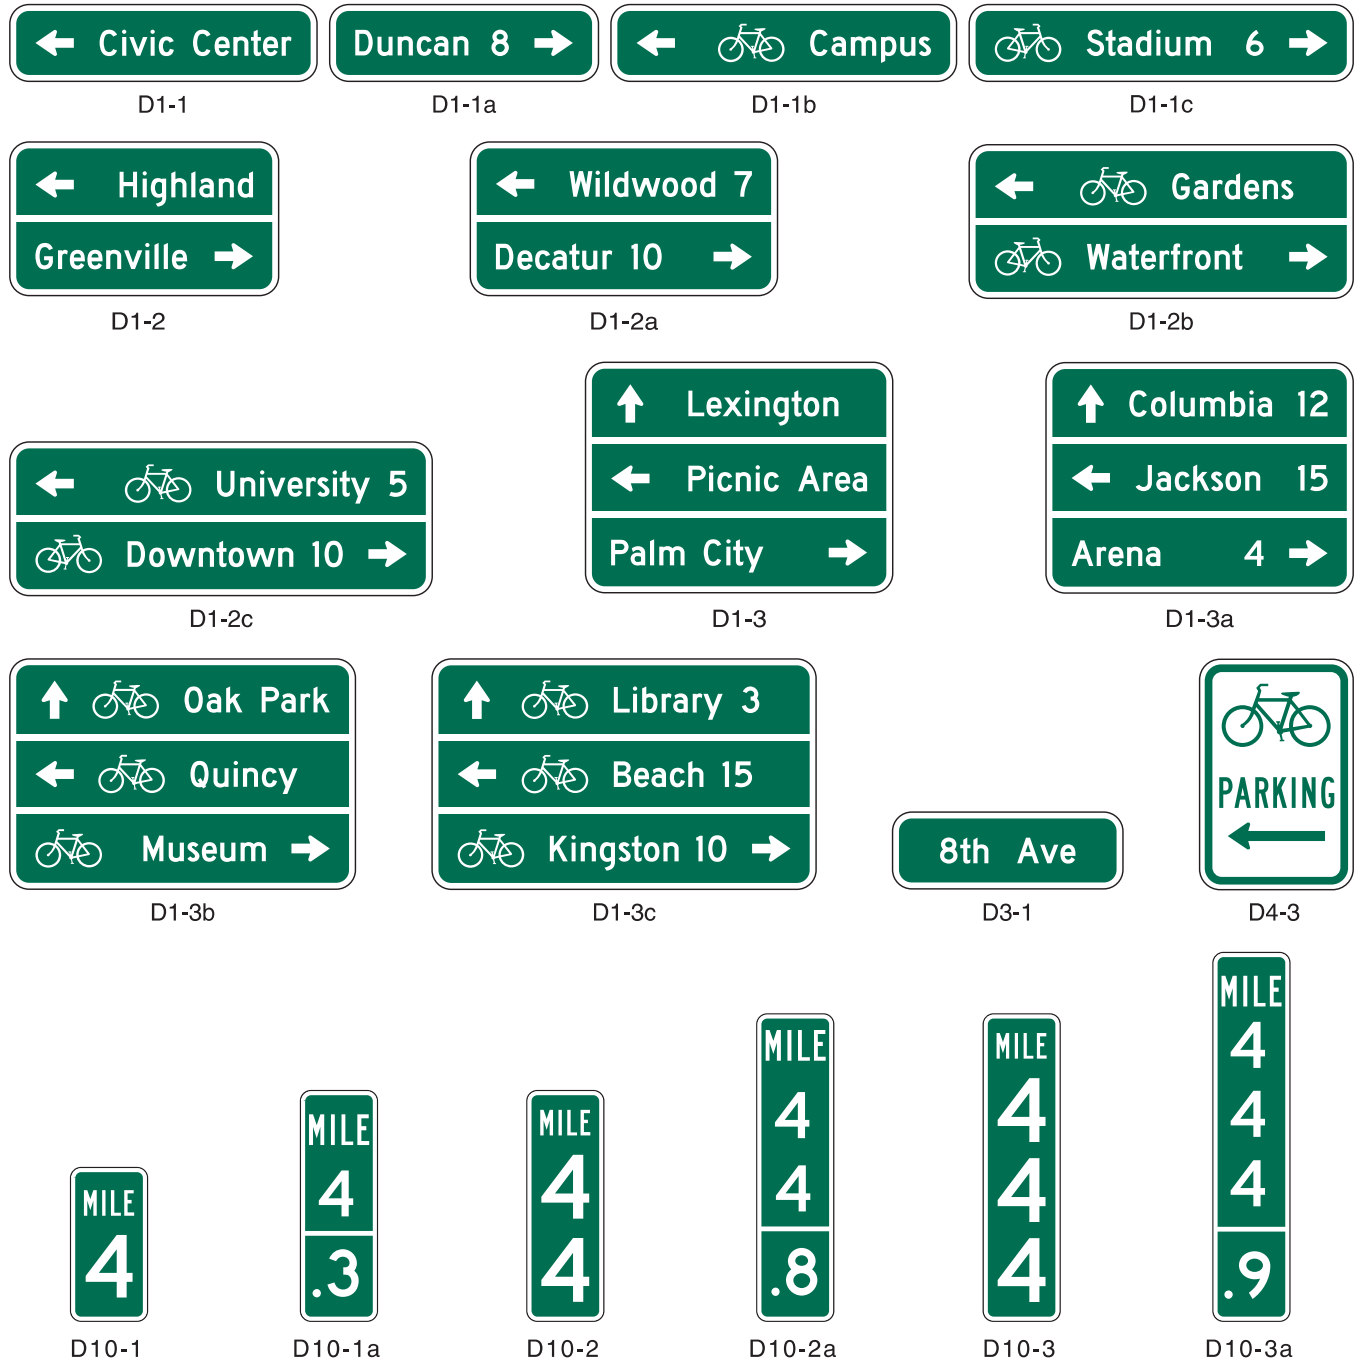 Civic Center
Duncan 8
Campus
Stadium 6
D1-1
D1-1a
D1-1b
D1-1c
Highland
Greenville
D1-2
Wildwood 7
Decatur 10
D1-2a
Gardens
Waterfront
D1-2b
University 5
Downtown 10
D1-2c
Lexington
Picnic Area
Palm City
D1-3
Columbia 12
Jackson 15
Arena 4
D1-3a
Oak Park
Quincy
Museum
D1-3b
Library 3
Beach 15
Kingston 10
D1-3c
8th Ave
D3-1
PARKING
D4-3
MILE
4
D10-1
MILE
4
.3
D10-1a
MILE
4
4
D10-2
MILE
4
4
.8
D10-2a
MILE
4
4
4
D10-3
MILE
4
4
4
.9
D10-3a